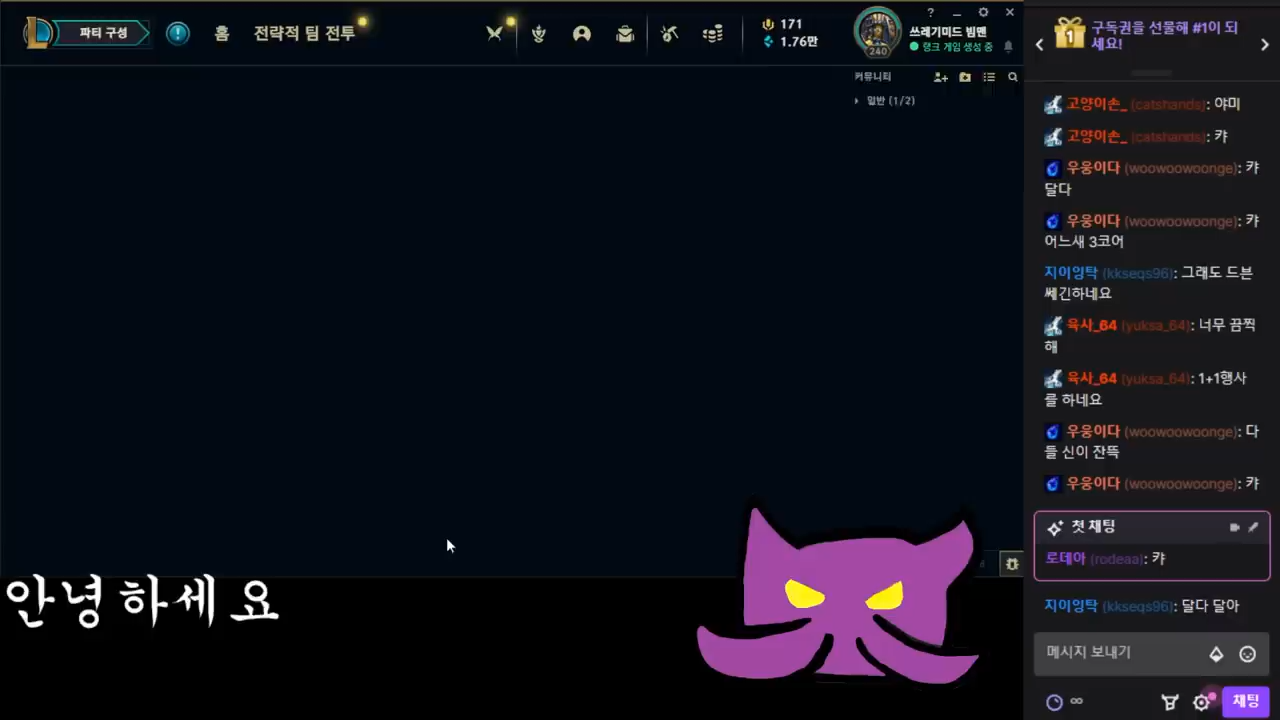 파티 구성
홈
전략적 팀 전투
171
1.76만
240
쓰레기미드 빔맨
랭크 게임 생성 중
커뮤니티
일반 (1/2)
안녕하세요
1
구독권을 선물해 #1이 되
세요!
고양이손_ (catshands): 야미
고양이손_ (catshands): 캬
우웅이다 (woowoowoonge): 캬
달다
우웅이다 (woowoowoonge): 캬
어느새 3코어
지이잉탁 (kkseqs96): 그래도 드븐
쎄긴하네요
육사_64 (yuksa_64): 너무 끔찍
해
육사_64 (yuksa_64): 1+1행사
를 하네요
우웅이다 (woowoowoonge): 다
들 신이 잔뜩
우웅이다 (woowoowoonge): 캬
첫 채팅
로데아 (rodeaa): 캬
지이잉탁 (kkseqs96): 달다 달아
메시지 보내기
채팅